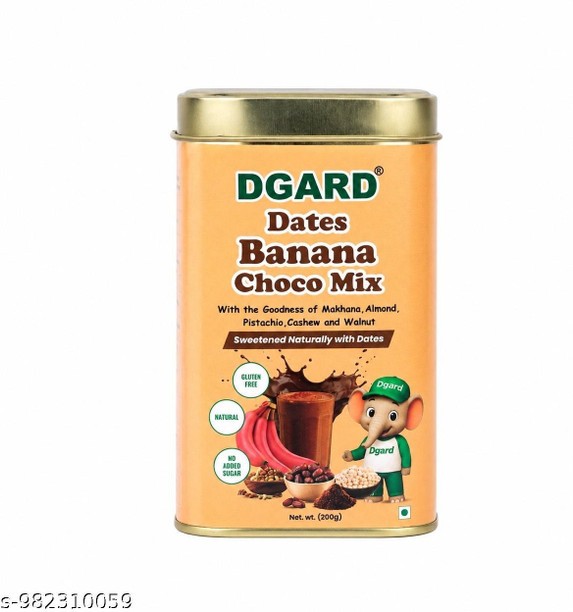 DGARD®
Dates
Banana
Choco Mix
With the Goodness of Makhana, Almond,
Pistachio, Cashew and Walnut
Sweetened Naturally with Dates
GLUTEN
FREE
Dgard
NATURAL
Dgard
NO
ADDED
SUGAR
Net. wt. (200g)
s-982310059